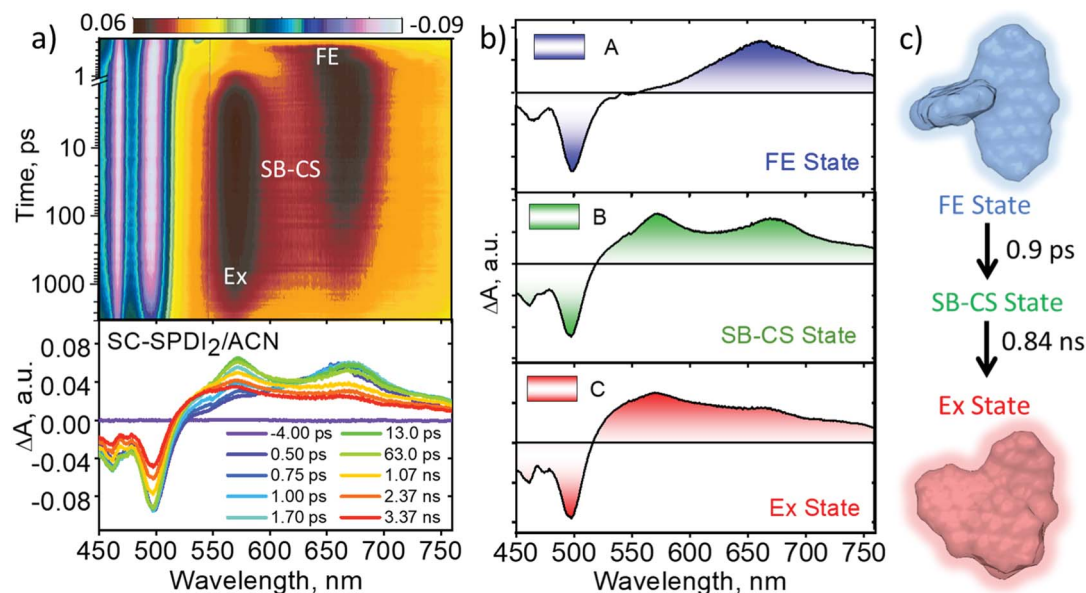 a)
0.06
-0.09
1
10
100
1000
Time, ps
FE
SB-CS
Ex
SC-SPDI₂/ACN
0.08
0.04
0.00
-0.04
-0.08
ΔA, a.u.
-4.00 ps
0.50 ps
0.75 ps
1.00 ps
1.70 ps
13.0 ps
63.0 ps
1.07 ns
2.37 ns
3.37 ns
450 500 550 600 650 700 750
Wavelength, nm
b)
A
FE State
B
SB-CS State
C
Ex State
ΔA, a.u.
450 500 550 600 650 700 750
Wavelength, nm
c)
FE State
0.9 ps
SB-CS State
0.84 ns
Ex State